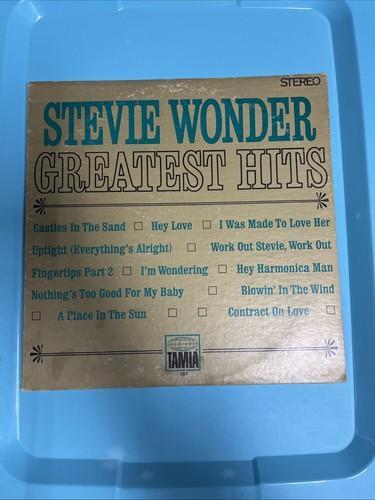 STEREO
STEVIE WONDER
GREATEST HITS
Castles In The Sand □ Hey Love □ I Was Made To Love Her
Uptight (Everything's Alright) □ Work Out Stevie, Work Out
Fingertips Part 2 □ I'm Wondering □ Hey Harmonica Man
Nothing's Too Good For My Baby □ Blowin' In The Wind
□ A Place In The Sun □ □ Contract On Love □
TAMLA